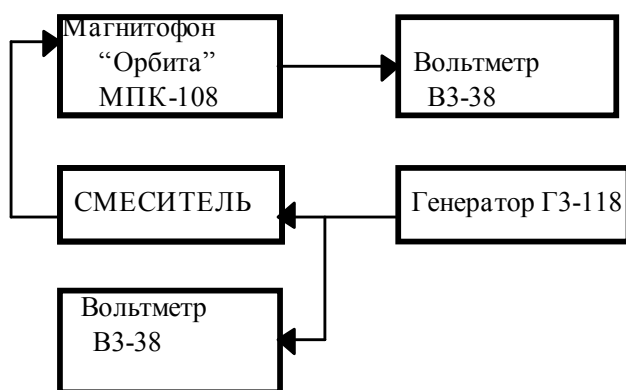 Магнитофон
“Орбита”
МПК-108
Вольтметр
В3-38
СМЕСИТЕЛЬ
Генератор Г3-118
Вольтметр
В3-38